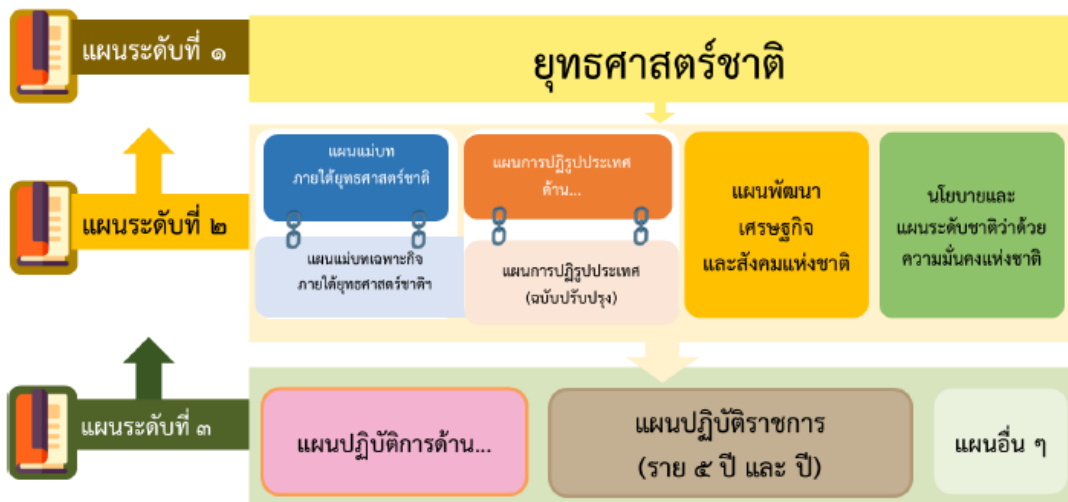 แผนระดับที่ ๑
ยุทธศาสตร์ชาติ
แผนระดับที่ ๒
แผนแม่บท
ภายใต้ยุทธศาสตร์ชาติ
แผนแม่บทเฉพาะกิจ
ภายใต้ยุทธศาสตร์ชาติฯ
แผนการปฏิรูปประเทศ
ด้าน...
แผนการปฏิรูปประเทศ
(ฉบับปรับปรุง)
แผนพัฒนา
เศรษฐกิจ
และสังคมแห่งชาติ
นโยบายและ
แผนระดับชาติว่าด้วย
ความมั่นคงแห่งชาติ
แผนระดับที่ ๓
แผนปฏิบัติการด้าน...
แผนปฏิบัติราชการ
(ราย ๕ ปี และ ปี)
แผนอื่น ๆ